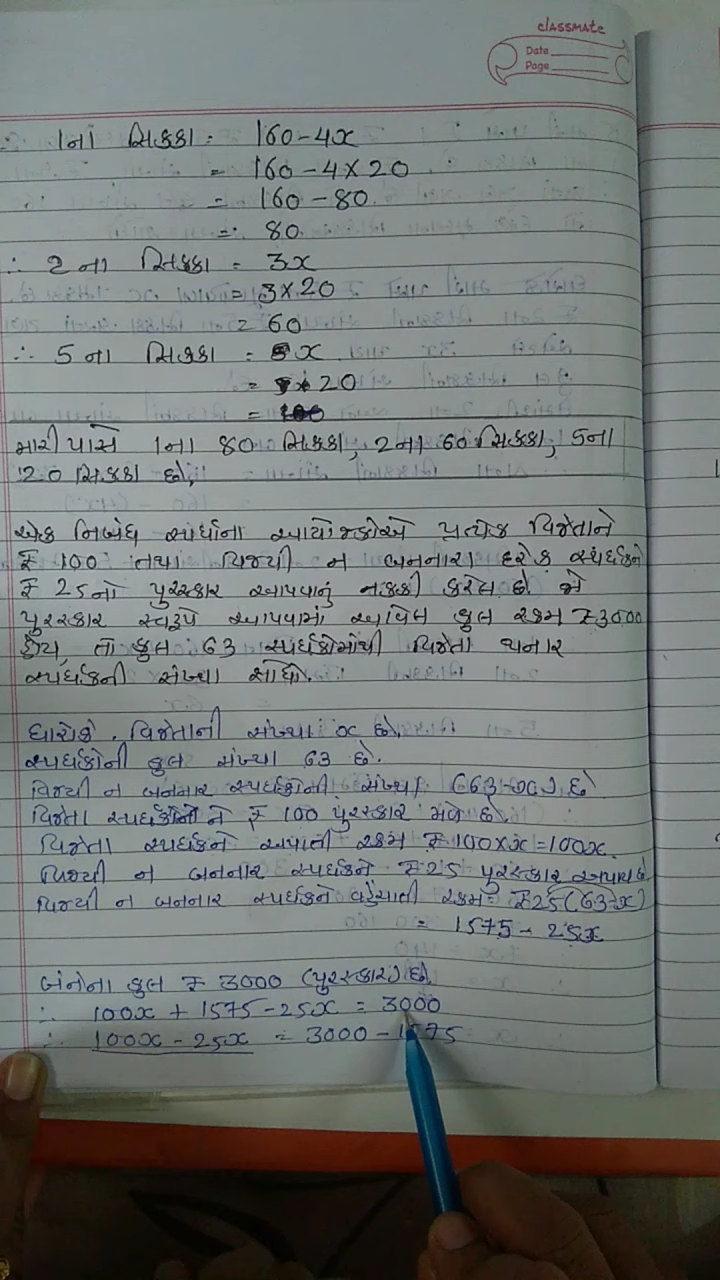 classmate
Date
Page
∴ 1ના સિક્કા = 160-4x
= 160-4×20
= 160-80
= 80
∴ 2 ના સિક્કા = 3x
= 3×20
= 60
∴ 5 ના સિક્કા = x
= 20
મારી પાસે 1ના 80 સિક્કા, 2ના 60 સિક્કા, 5ના
20 સિક્કા છે,
એક નિબંધ સ્પર્ધાના આયોજકોએ પ્રત્યેક વિજેતાને
₹ 100 તથા વિજયી ન બનનારા દરેક સ્પર્ધકને
₹ 25નો પુરસ્કાર આપવાનું નક્કી કરેલ છે. જો
પુરસ્કાર સ્વરૂપે આપવામાં આવેલ કુલ રકમ ₹3000
હોય, તો કુલ 63 સ્પર્ધકોમાંથી વિજેતા થનાર
સ્પર્ધકની સંખ્યા શોધો.
ધારોકે, વિજેતાની સંખ્યા x છે.
સ્પર્ધકોની કુલ સંખ્યા 63 છે.
વિજયી ન બનનાર સ્પર્ધકોની સંખ્યા (63-x) છે
વિજેતા સ્પર્ધકોને ₹ 100 પુરસ્કાર મળે છે.
વિજેતા સ્પર્ધકને અપાતી રકમ ₹100×x=100x.
વિજયી ન બનનાર સ્પર્ધકને ₹25 પુરસ્કાર અપાય છે
વિજયી ન બનનાર સ્પર્ધકને વહેંચાતી રકમ = ₹25(63-x)
= 1575-25x
બંનેના કુલ ₹ 3000 (પુરસ્કાર) છે.
∴ 100x + 1575-25x = 3000
∴ 100x - 25x = 3000-1575